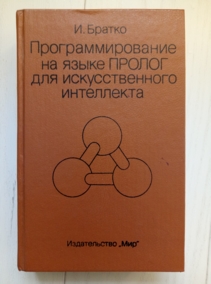 И. Братко
Программирование
на языке ПРОЛОГ
для искусственного
интеллекта
Издательство „Мир"